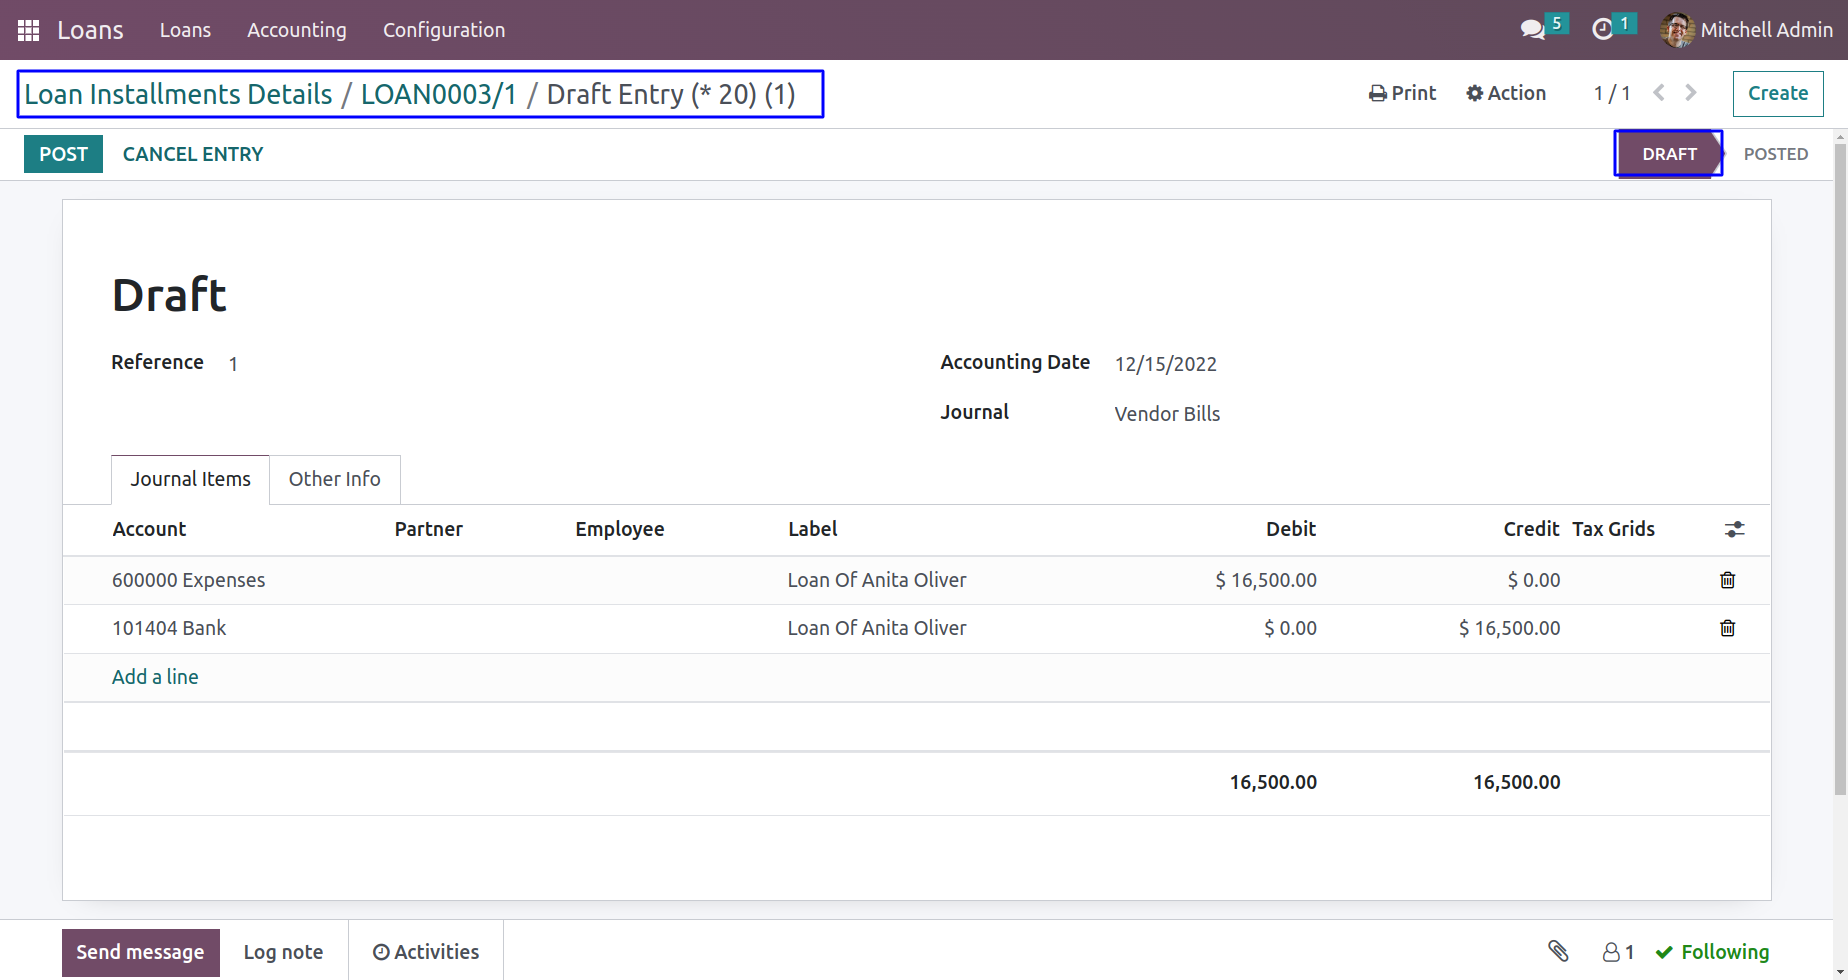 Loans Loans Accounting Configuration 5 1 Mitchell Admin
Loan Installments Details / LOAN0003/1 / Draft Entry (* 20) (1) Print Action 1 / 1 Create
POST CANCEL ENTRY DRAFT POSTED
Draft
Reference 1 Accounting Date 12/15/2022
Journal Vendor Bills
Journal Items Other Info
Account Partner Employee Label Debit Credit Tax Grids
600000 Expenses Loan Of Anita Oliver $ 16,500.00 $ 0.00
101404 Bank Loan Of Anita Oliver $ 0.00 $ 16,500.00
Add a line
16,500.00 16,500.00
Send message Log note Activities 1 Following